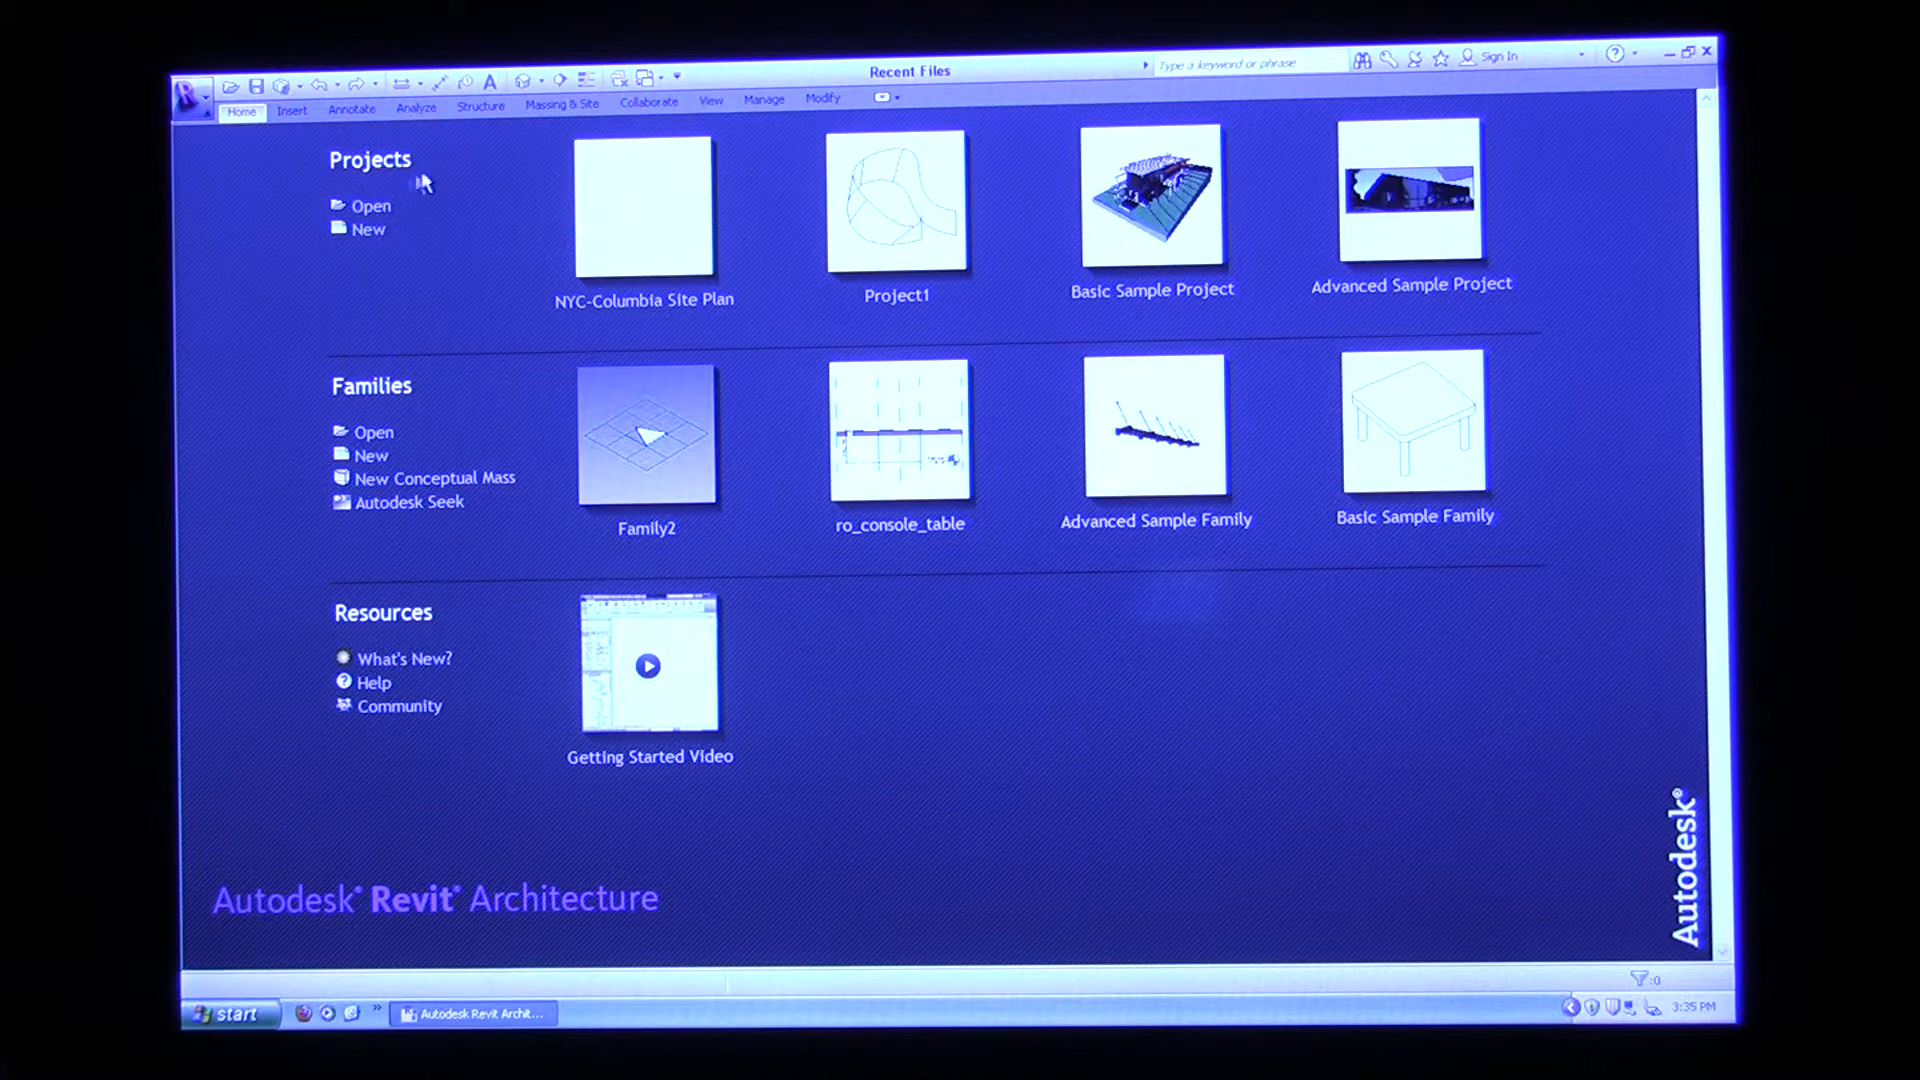 Recent Files
Type a keyword or phrase
Sign In
Home Insert Annotate Analyze Structure Massing & Site Collaborate View Manage Modify
Projects
Open
New
NYC-Columbia Site Plan
Project1
Basic Sample Project
Advanced Sample Project
Families
Open
New
New Conceptual Mass
Autodesk Seek
Family2
ro_console_table
Advanced Sample Family
Basic Sample Family
Resources
What's New?
Help
Community
Getting Started Video
Autodesk® Revit® Architecture
Autodesk®
:0
start
Autodesk Revit Archit...
3:35 PM